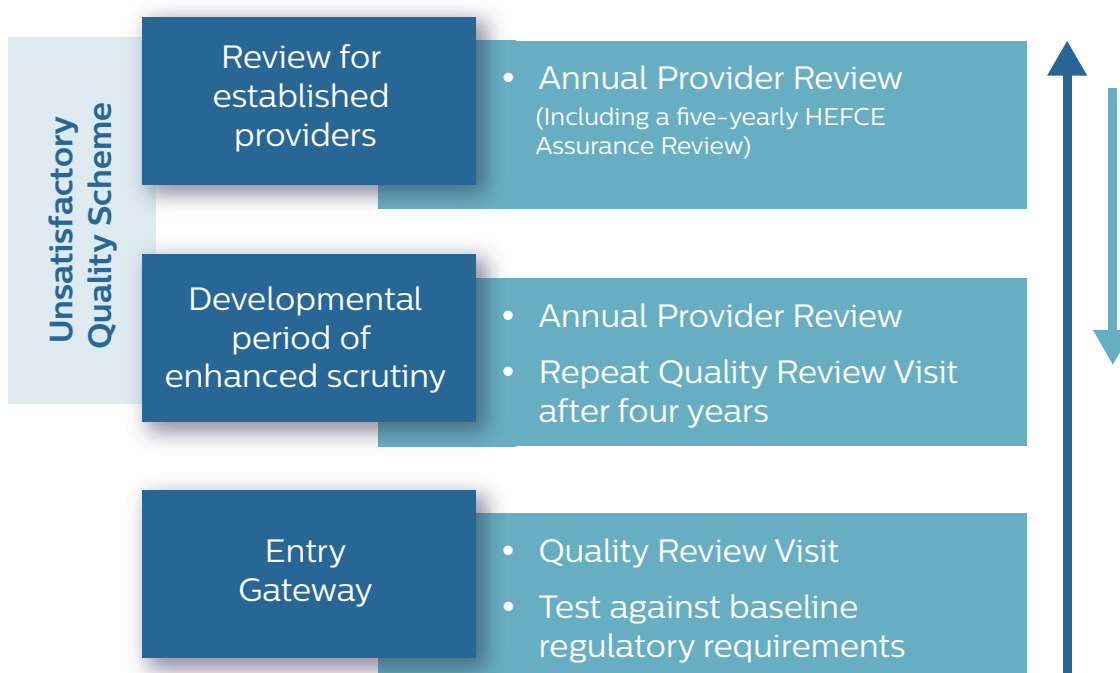 Unsatisfactory
Quality Scheme
Review for
established
providers
• Annual Provider Review
(Including a five-yearly HEFCE
Assurance Review)
Developmental
period of
enhanced scrutiny
• Annual Provider Review
• Repeat Quality Review Visit
after four years
Entry
Gateway
• Quality Review Visit
• Test against baseline
regulatory requirements